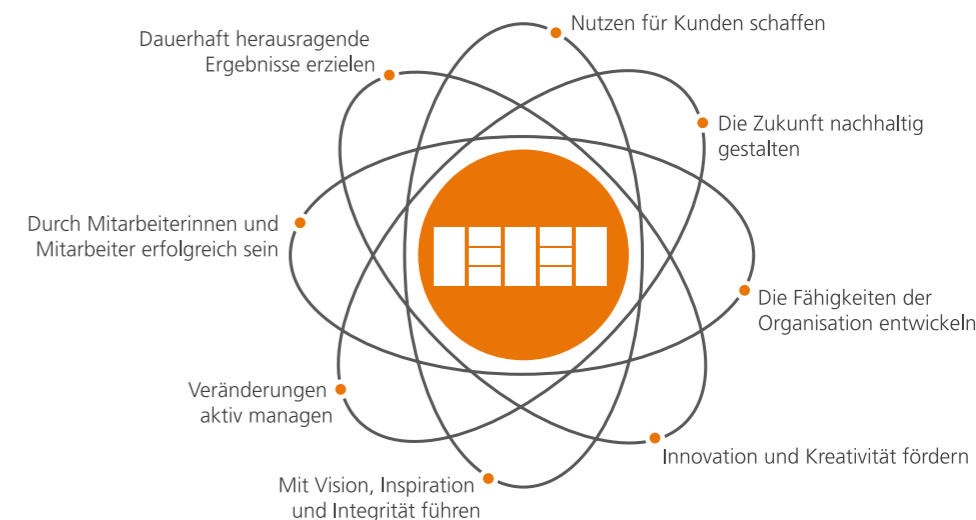 Nutzen für Kunden schaffen
Die Zukunft nachhaltig
gestalten
Die Fähigkeiten der
Organisation entwickeln
Innovation und Kreativität fördern
Mit Vision, Inspiration
und Integrität führen
Veränderungen
aktiv managen
Durch Mitarbeiterinnen und
Mitarbeiter erfolgreich sein
Dauerhaft herausragende
Ergebnisse erzielen